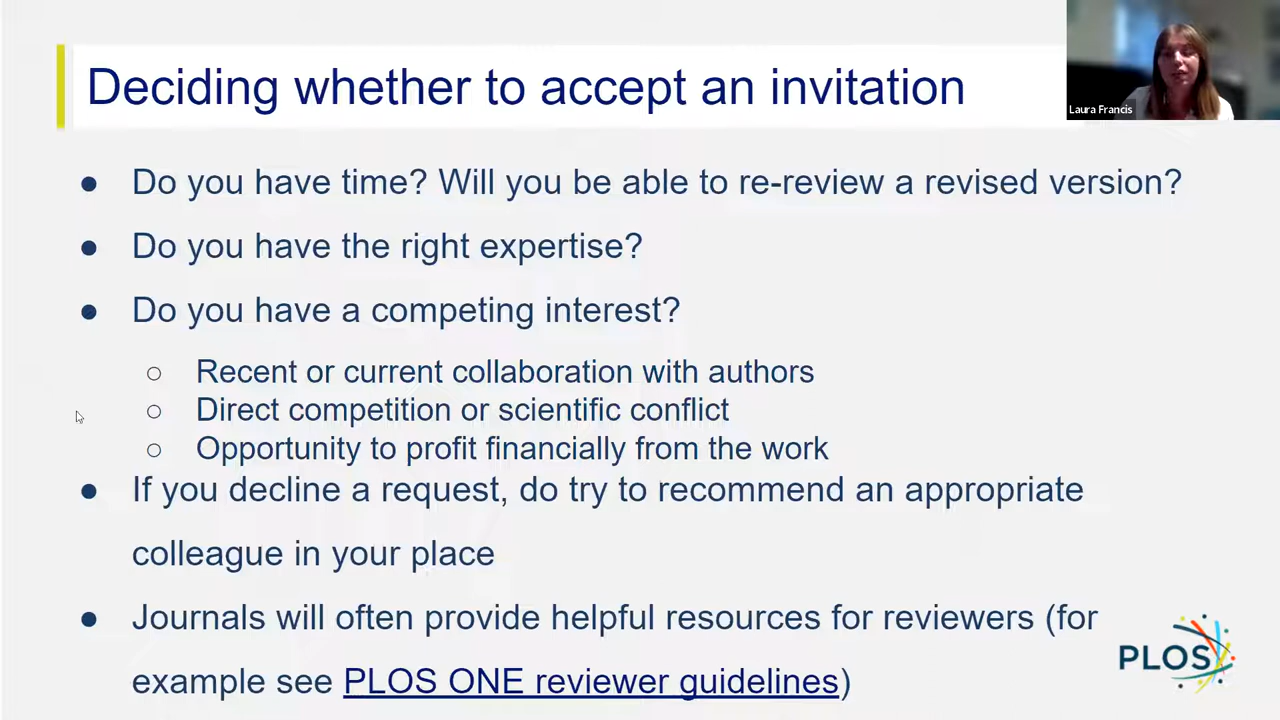 Deciding whether to accept an invitation
Laura Francis
● Do you have time? Will you be able to re-review a revised version?
● Do you have the right expertise?
● Do you have a competing interest?
○ Recent or current collaboration with authors
○ Direct competition or scientific conflict
○ Opportunity to profit financially from the work
● If you decline a request, do try to recommend an appropriate
colleague in your place
● Journals will often provide helpful resources for reviewers (for
example see PLOS ONE reviewer guidelines)
PLOS